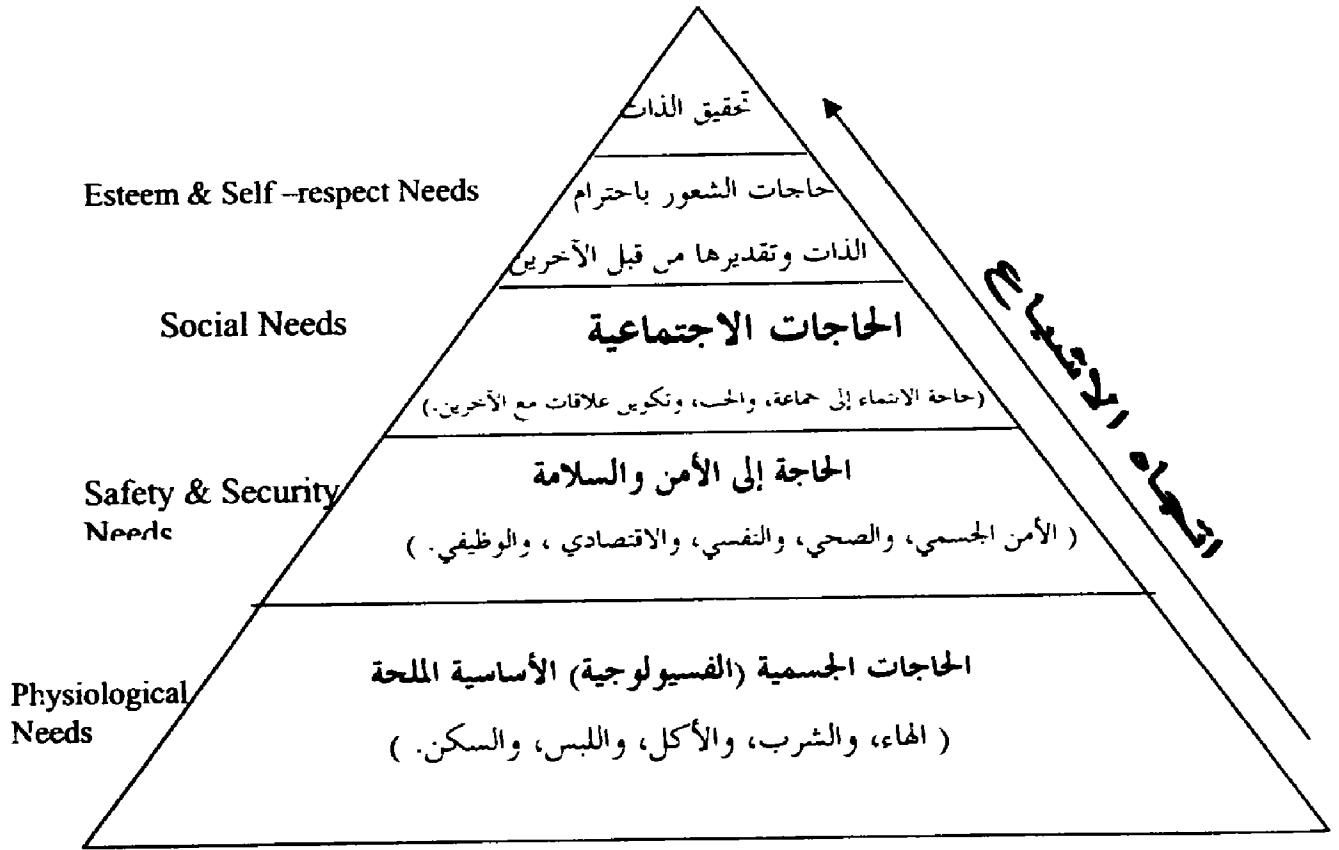 تحقيق الذات
Esteem & Self –respect Needs
حاجات الشعور باحترام
الذات وتقديرها من قبل الآخرين
Social Needs
الحاجات الاجتماعية
(حاجة الانتماء إلى جماعة، والحب، وتكوين علاقات مع الآخرين.)
Safety & Security
Needs
الحاجة إلى الأمن والسلامة
( الأمن الجسمي، والصحي، والنفسي، والاقتصادي ، والوظيفي. )
Physiological
Needs
الحاجات الجسمية (الفسيولوجية) الأساسية الملحة
( الهاء، والشرب، والأكل، واللبس، والسكن. )
اتجاه الاشباع